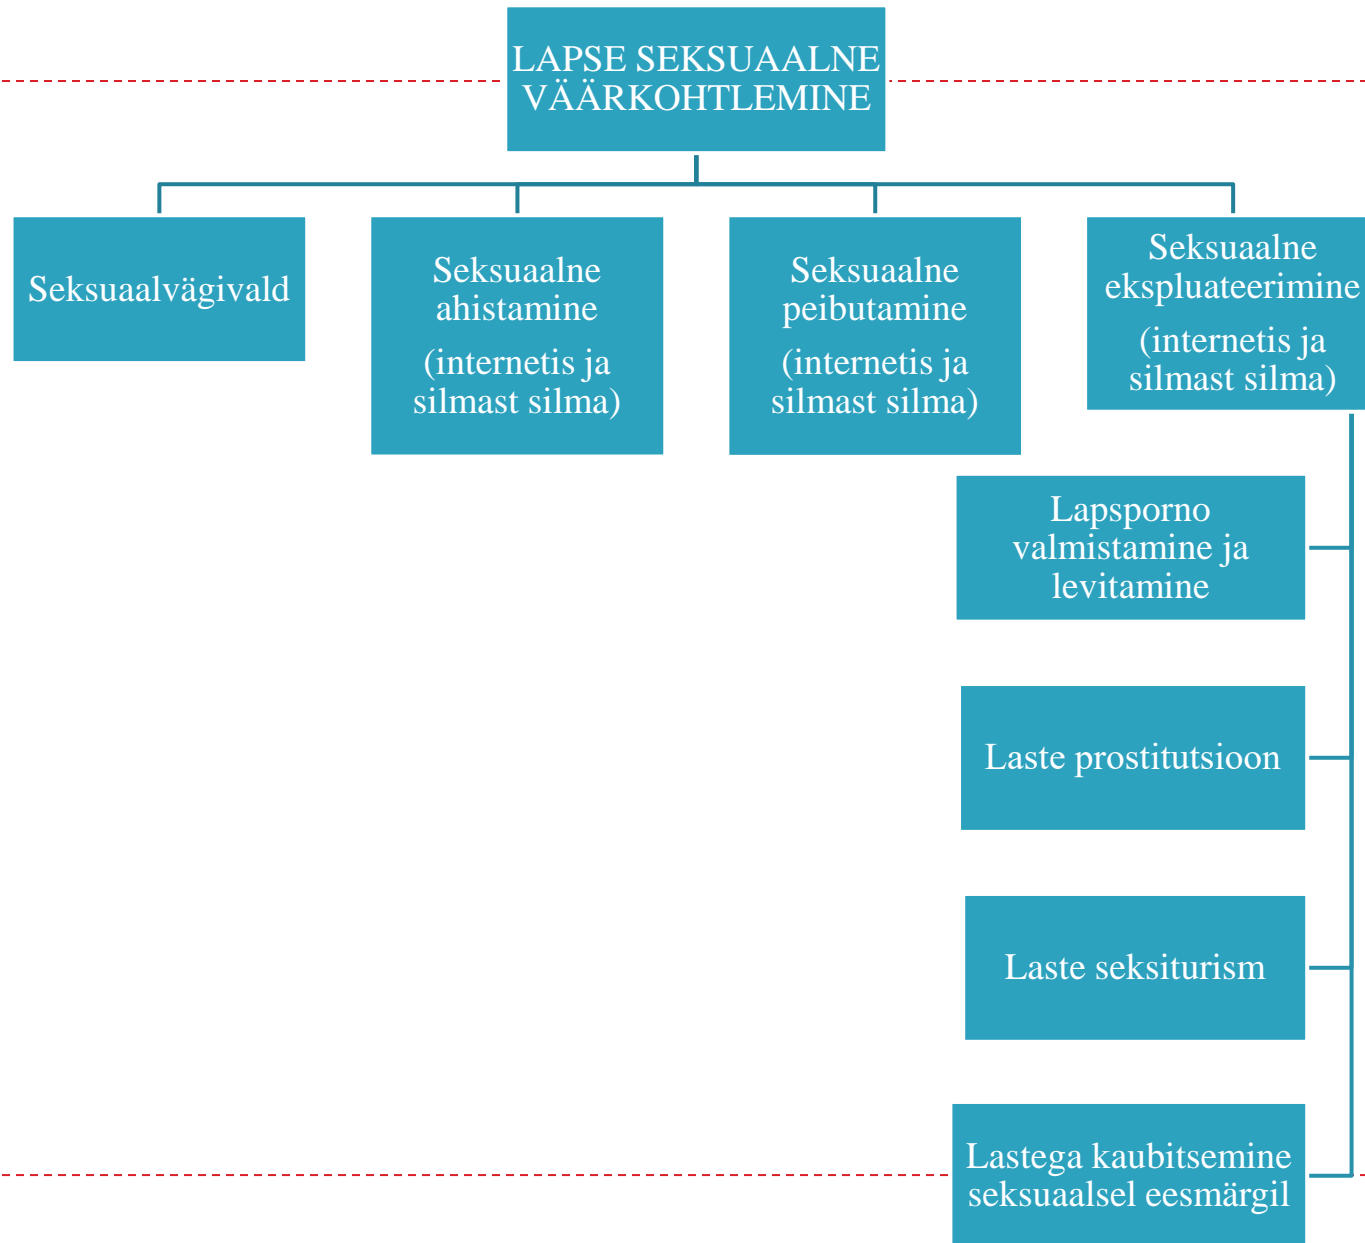 LAPSE SEKSUAALNE
VÄÄRKOHTLEMINE
Seksuaalvägivald
Seksuaalne
ahistamine
(internetis ja
silmast silma)
Seksuaalne
peibutamine
(internetis ja
silmast silma)
Seksuaalne
ekspluateerimine
(internetis ja
silmast silma)
Lapsporno
valmistamine ja
levitamine
Laste prostitutsioon
Laste seksiturism
Lastega kaubitsemine
seksuaalsel eesmärgil